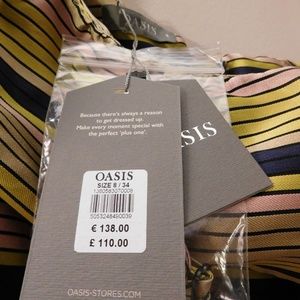 Because there's always a reason
to get dressed up.
Make every moment special with
the perfect 'plus one'.
OASIS
SIZE 8 / 34
5053248490039
€ 138.00
£ 110.00
OASIS
OASIS-STORES.COM